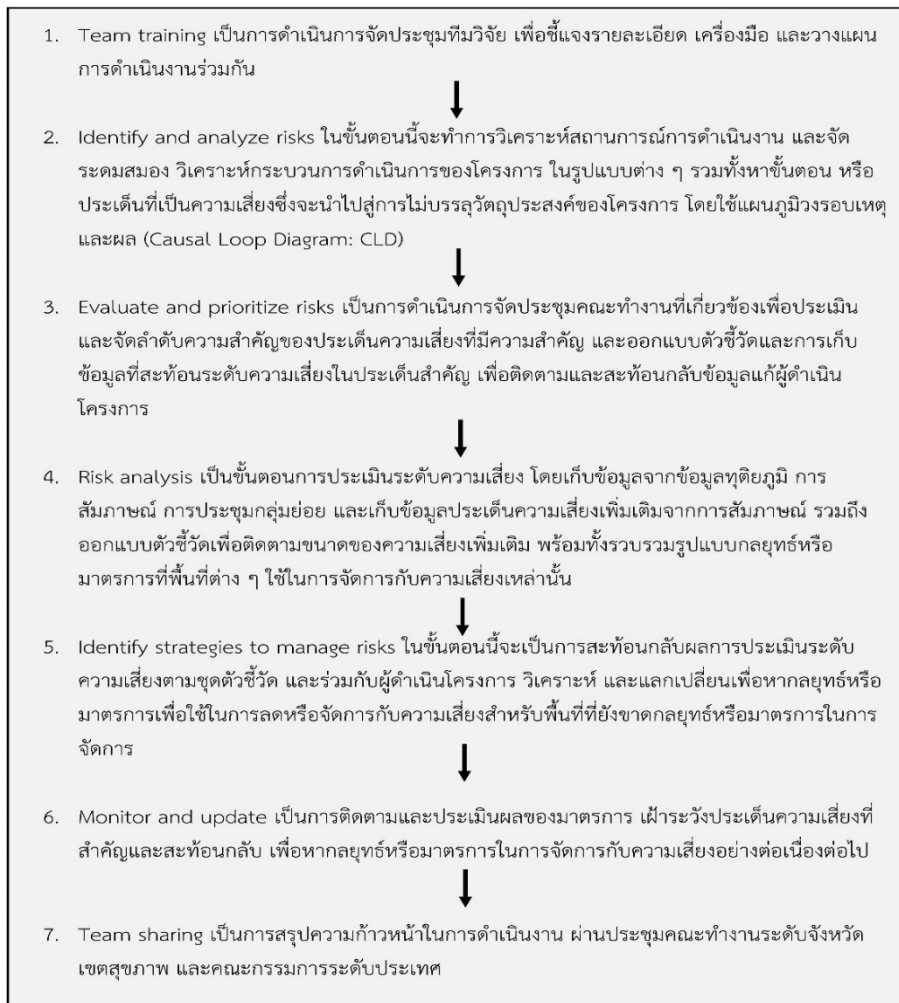 1. Team training เป็นการดำเนินการจัดประชุมทีมวิจัย เพื่อชี้แจงรายละเอียด เครื่องมือ และวางแผน
การดำเนินงานร่วมกัน
2. Identify and analyze risks ในขั้นตอนนี้จะทำการวิเคราะห์สถานการณ์การดำเนินงาน และจัด
ระดมสมอง วิเคราะห์กระบวนการดำเนินการของโครงการ ในรูปแบบต่าง ๆ รวมทั้งหาขั้นตอน หรือ
ประเด็นที่เป็นความเสี่ยงซึ่งจะนำไปสู่การไม่บรรลุวัตถุประสงค์ของโครงการ โดยใช้แผนภูมิวงรอบเหตุ
และผล (Causal Loop Diagram: CLD)
3. Evaluate and prioritize risks เป็นการดำเนินการจัดประชุมคณะทำงานที่เกี่ยวข้องเพื่อประเมิน
และจัดลำดับความสำคัญของประเด็นความเสี่ยงที่มีความสำคัญ และออกแบบตัวชี้วัดและการเก็บ
ข้อมูลที่สะท้อนระดับความเสี่ยงในประเด็นสำคัญ เพื่อติดตามและสะท้อนกลับข้อมูลแก้ผู้ดำเนิน
โครงการ
4. Risk analysis เป็นขั้นตอนการประเมินระดับความเสี่ยง โดยเก็บข้อมูลจากข้อมูลทุติยภูมิ การ
สัมภาษณ์ การประชุมกลุ่มย่อย และเก็บข้อมูลประเด็นความเสี่ยงเพิ่มเติมจากการสัมภาษณ์ รวมถึง
ออกแบบตัวชี้วัดเพื่อติดตามขนาดของความเสี่ยงเพิ่มเติม พร้อมทั้งรวบรวมรูปแบบกลยุทธ์หรือ
มาตรการที่พื้นที่ต่าง ๆ ใช้ในการจัดการกับความเสี่ยงเหล่านั้น
5. Identify strategies to manage risks ในขั้นตอนนี้จะเป็นการสะท้อนกลับผลการประเมินระดับ
ความเสี่ยงตามชุดตัวชี้วัด และร่วมกับผู้ดำเนินโครงการ วิเคราะห์ และแลกเปลี่ยนเพื่อหากลยุทธ์หรือ
มาตรการเพื่อใช้ในการลดหรือจัดการกับความเสี่ยงสำหรับพื้นที่ที่ยังขาดกลยุทธ์หรือมาตรการในการ
จัดการ
6. Monitor and update เป็นการติดตามและประเมินผลของมาตรการ เฝ้าระวังประเด็นความเสี่ยงที่
สำคัญและสะท้อนกลับ เพื่อหากลยุทธ์หรือมาตรการในการจัดการกับความเสี่ยงอย่างต่อเนื่องต่อไป
7. Team sharing เป็นการสรุปความก้าวหน้าในการดำเนินงาน ผ่านประชุมคณะทำงานระดับจังหวัด
เขตสุขภาพ และคณะกรรมการระดับประเทศ